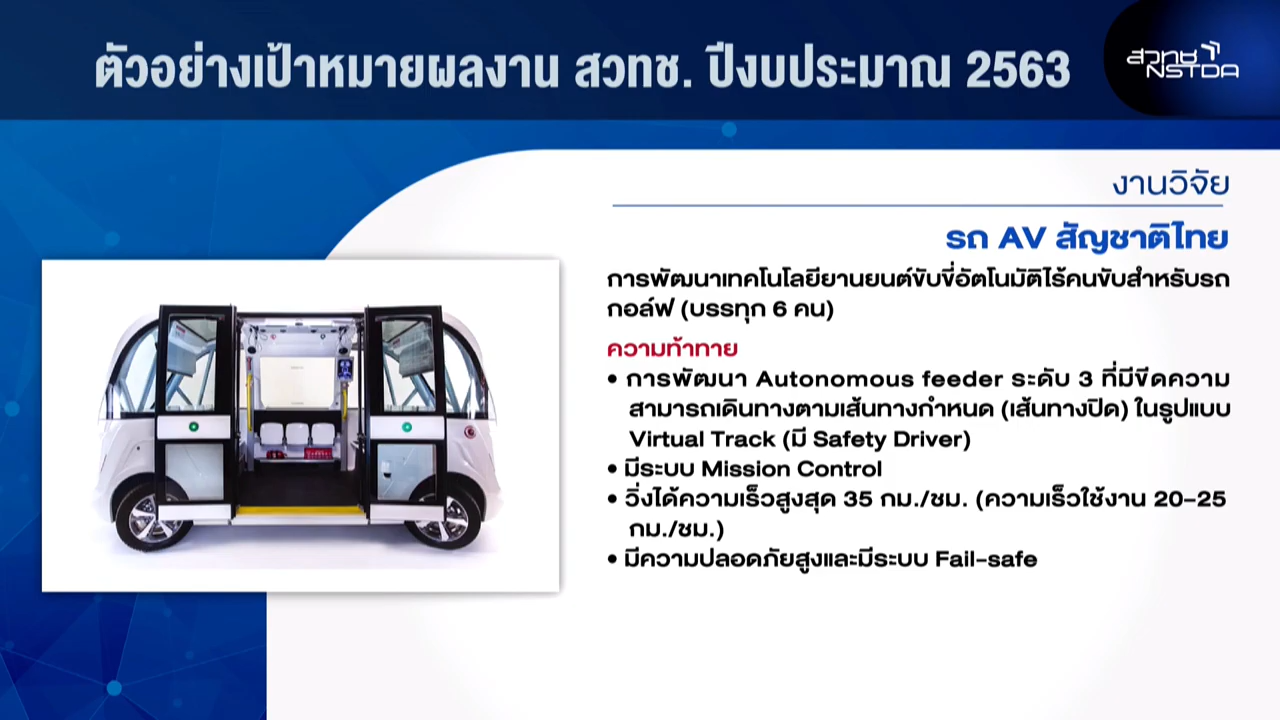 ตัวอย่างเป้าหมายผลงาน สวทช. ปีงบประมาณ 2563
สวทช
NSTDA
งานวิจัย
รถ AV สัญชาติไทย
การพัฒนาเทคโนโลยียานยนต์ขับขี่อัตโนมัติไร้คนขับสำหรับรถ
กอล์ฟ (บรรทุก 6 คน)
ความท้าทาย
• การพัฒนา Autonomous feeder ระดับ 3 ที่มีขีดความ
สามารถเดินทางตามเส้นทางกำหนด (เส้นทางปิด) ในรูปแบบ
Virtual Track (มี Safety Driver)
• มีระบบ Mission Control
• วิ่งได้ความเร็วสูงสุด 35 กม./ชม. (ความเร็วใช้งาน 20-25
กม./ชม.)
• มีความปลอดภัยสูงและมีระบบ Fail-safe